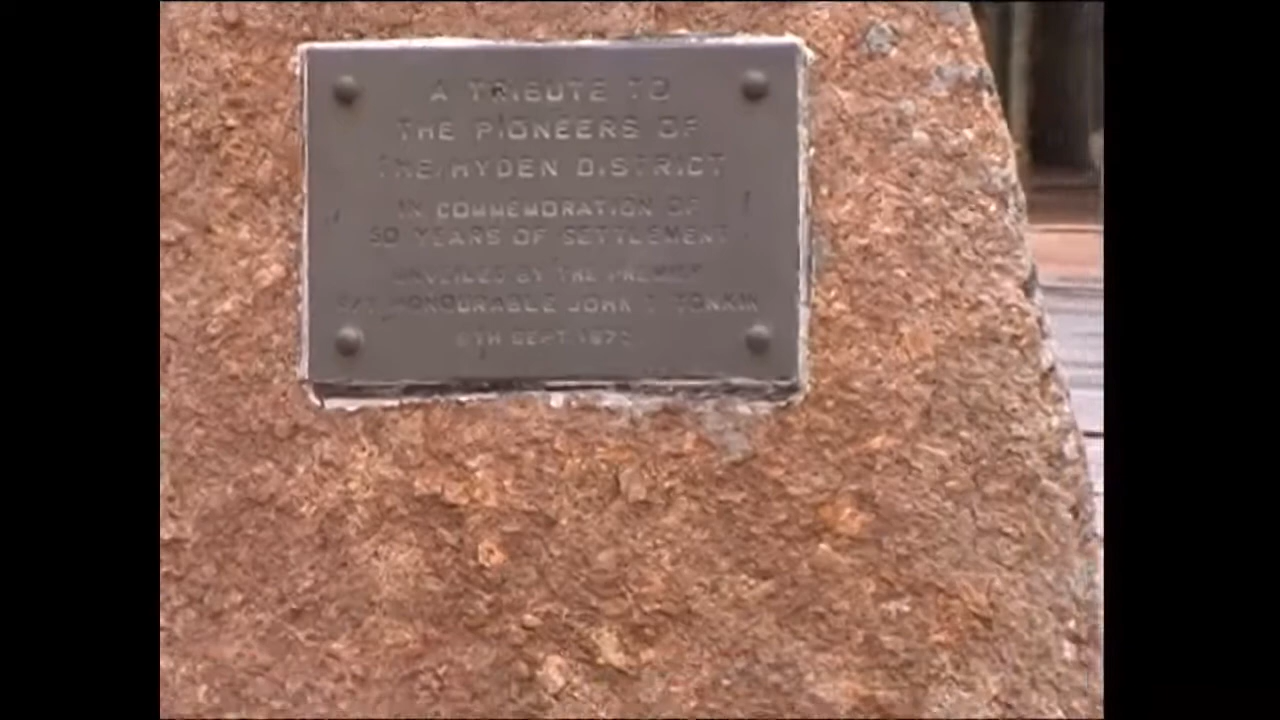 A TRIBUTE TO
THE PIONEERS OF
THE HYDEN DISTRICT
IN COMMEMORATION OF
50 YEARS OF SETTLEMENT
UNVEILED BY THE PREMIER
HONOURABLE JOHN T. TONKIN
SEPT.